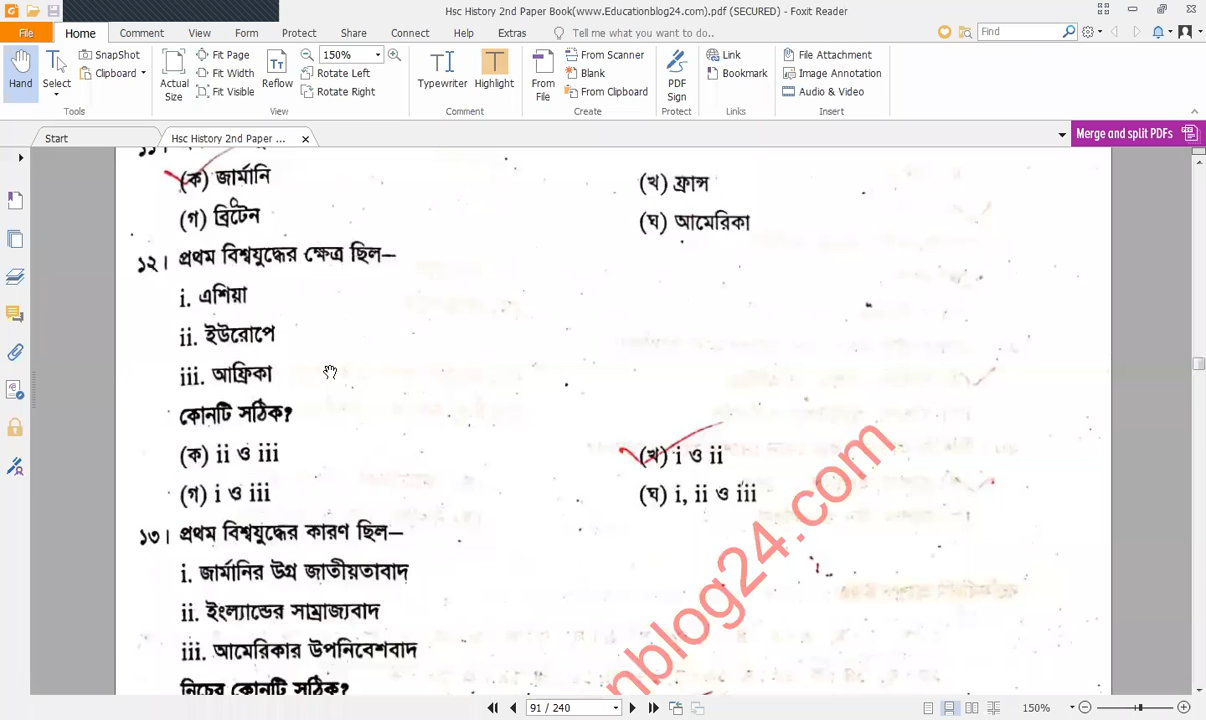 Hsc History 2nd Paper Book(www.Educationblog24.com).pdf (SECURED) - Foxit Reader
File Home Comment View Form Protect Share Connect Help Extras Tell me what you want to do.. Find
Hand Select SnapShot Clipboard Actual Size Fit Page Fit Width Fit Visible Reflow 150% Rotate Left Rotate Right Typewriter Highlight From File From Scanner Blank From Clipboard PDF Sign Link Bookmark File Attachment Image Annotation Audio & Video
Tools View Comment Create Protect Links Insert
Start Hsc History 2nd Paper ... Merge and split PDFs
(ক) জার্মানি (খ) ফ্রান্স
(গ) ব্রিটেন (ঘ) আমেরিকা
১২। প্রথম বিশ্বযুদ্ধের ক্ষেত্র ছিল–
i. এশিয়া
ii. ইউরোপে
iii. আফ্রিকা
কোনটি সঠিক?
(ক) ii ও iii (খ) i ও ii
(গ) i ও iii (ঘ) i, ii ও iii
১৩। প্রথম বিশ্বযুদ্ধের কারণ ছিল–
i. জার্মানির উগ্র জাতীয়তাবাদ
ii. ইংল্যান্ডের সাম্রাজ্যবাদ
iii. আমেরিকার উপনিবেশবাদ
নিচের কোনটি সঠিক?
nblog24.com
91 / 240 150%